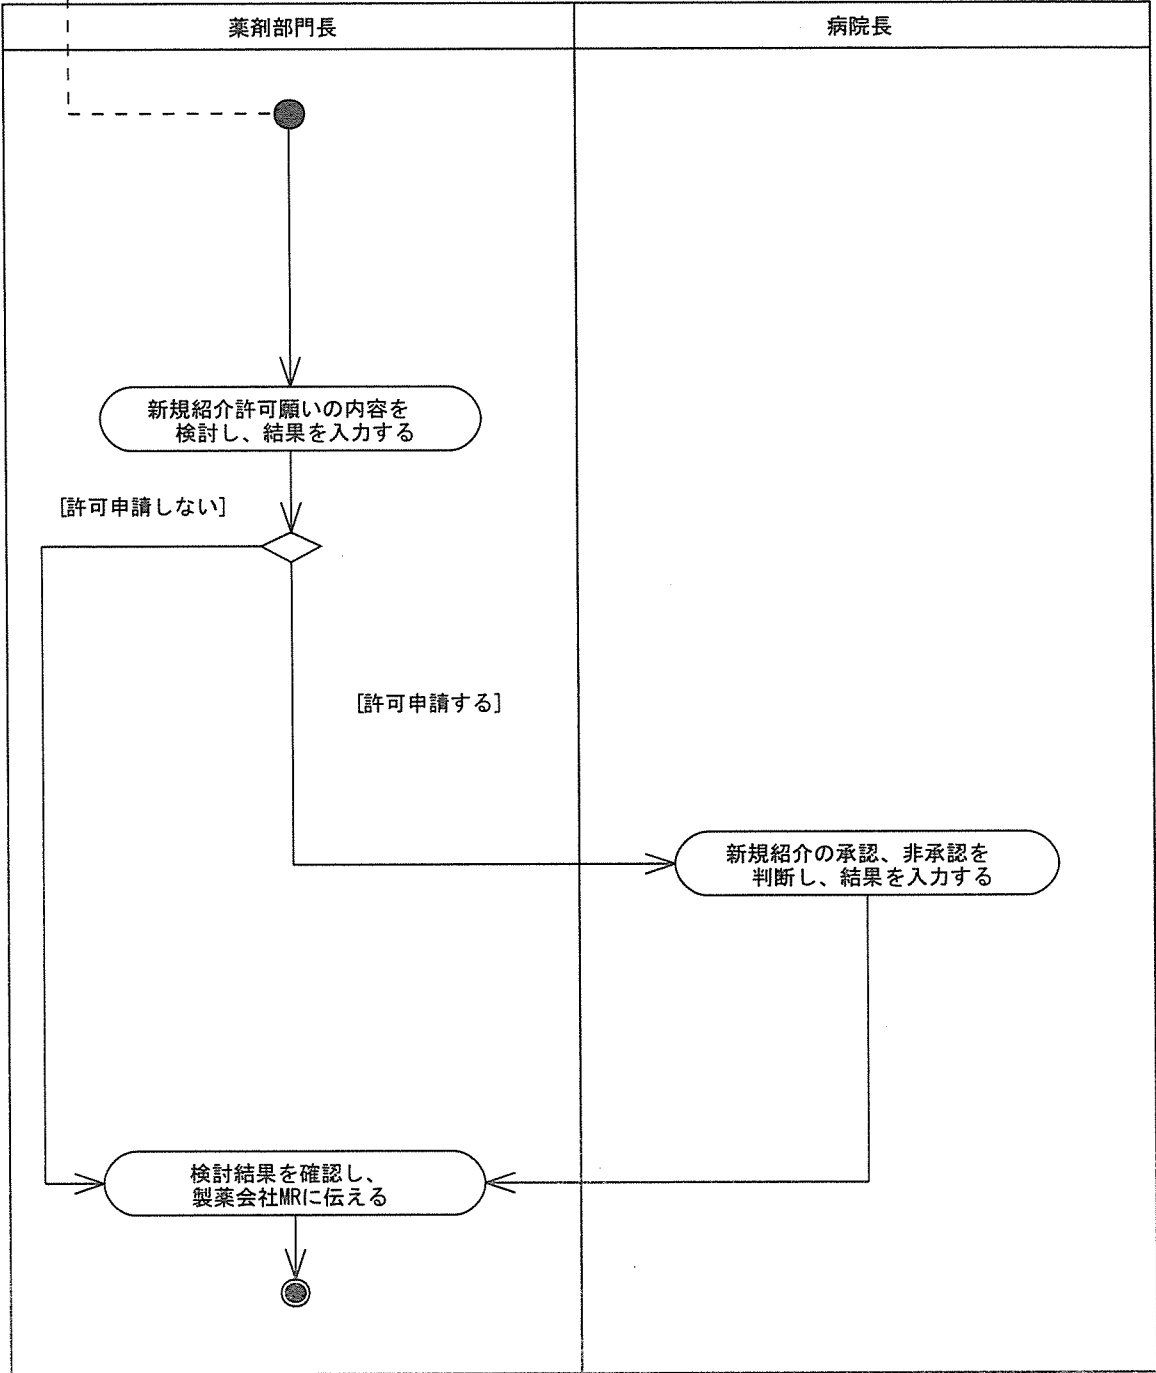 薬剤部門長
病院長
新規紹介許可願いの内容を
検討し、結果を入力する
[許可申請しない]
[許可申請する]
新規紹介の承認、非承認を
判断し、結果を入力する
検討結果を確認し、
製薬会社MRに伝える